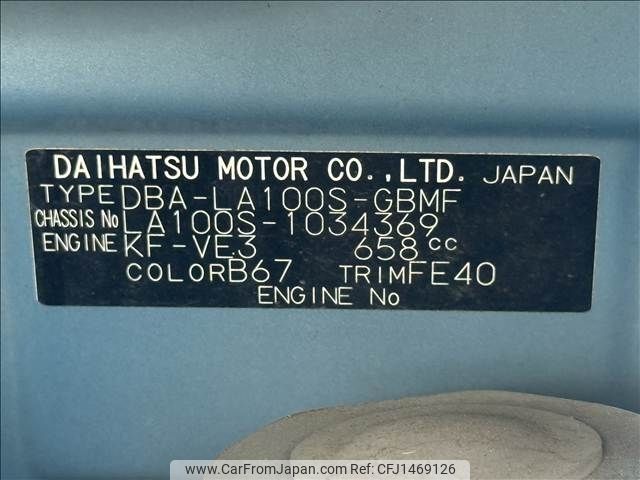 DAIHATSU MOTOR CO.,LTD. JAPAN
TYPE DBA-LA100S-GBMF
CHASSIS No LA100S-1034369
ENGINE KF-VE3 658cc
COLOR B67 TRIM FE40
ENGINE No
www.CarFromJapan.com - CFJ1469126